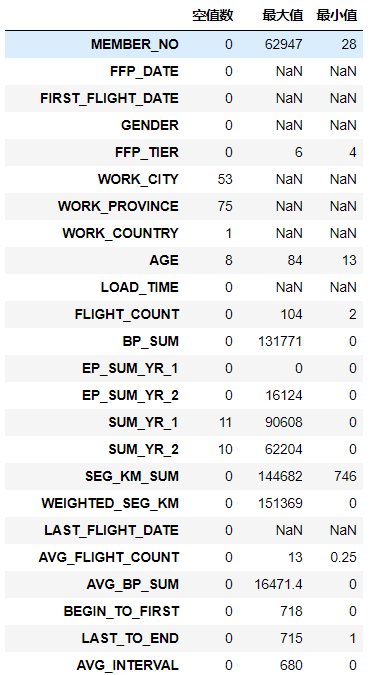 空值数 最大值 最小值
MEMBER_NO 0 62947 28
FFP_DATE 0 NaN NaN
FIRST_FLIGHT_DATE 0 NaN NaN
GENDER 0 NaN NaN
FFP_TIER 0 6 4
WORK_CITY 53 NaN NaN
WORK_PROVINCE 75 NaN NaN
WORK_COUNTRY 1 NaN NaN
AGE 8 84 13
LOAD_TIME 0 NaN NaN
FLIGHT_COUNT 0 104 2
BP_SUM 0 131771 0
EP_SUM_YR_1 0 0 0
EP_SUM_YR_2 0 16124 0
SUM_YR_1 11 90608 0
SUM_YR_2 10 62204 0
SEG_KM_SUM 0 144682 746
WEIGHTED_SEG_KM 0 151369 0
LAST_FLIGHT_DATE 0 NaN NaN
AVG_FLIGHT_COUNT 0 13 0.25
AVG_BP_SUM 0 16471.4 0
BEGIN_TO_FIRST 0 718 0
LAST_TO_END 0 715 1
AVG_INTERVAL 0 680 0